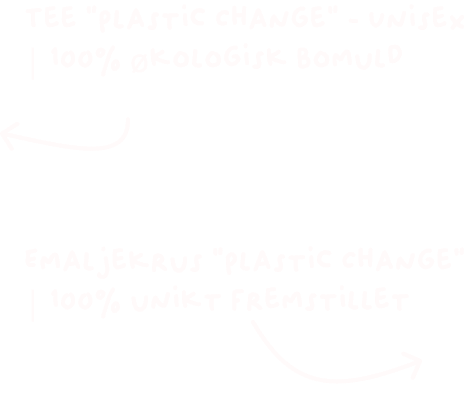 TEE "PLASTIC CHANGE" - UNISEX
| 100% ØKOLOGISK BOMULD
EMALJEKRUS "PLASTIC CHANGE"
| 100% UNIKT FREMSTILLET